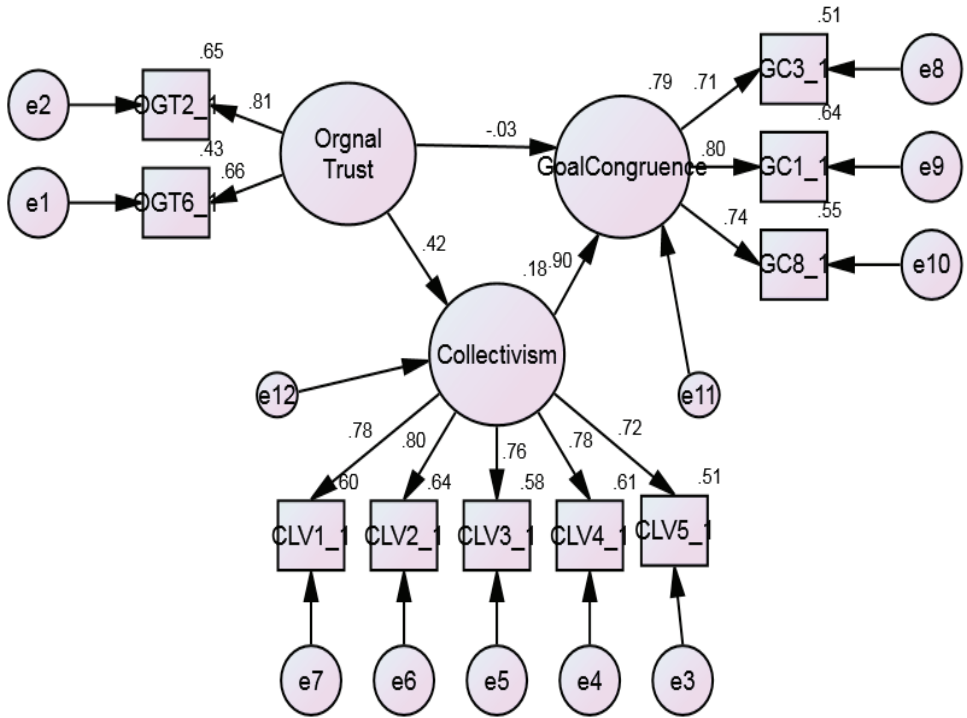 .51
.65
.79
.71
e2
OGT2_1
.81
GC3_1
e8
Orgnal
Trust
-.03
.64
.43
.80
GoalCongruence
GC1_1
e9
e1
OGT6_1
.66
.55
.74
.42
.18
.90
GC8_1
e10
Collectivism
e12
e11
.78
.80
.76
.78
.72
.60
.64
.58
.61
.51
CLV1_1
CLV2_1
CLV3_1
CLV4_1
CLV5_1
e7
e6
e5
e4
e3